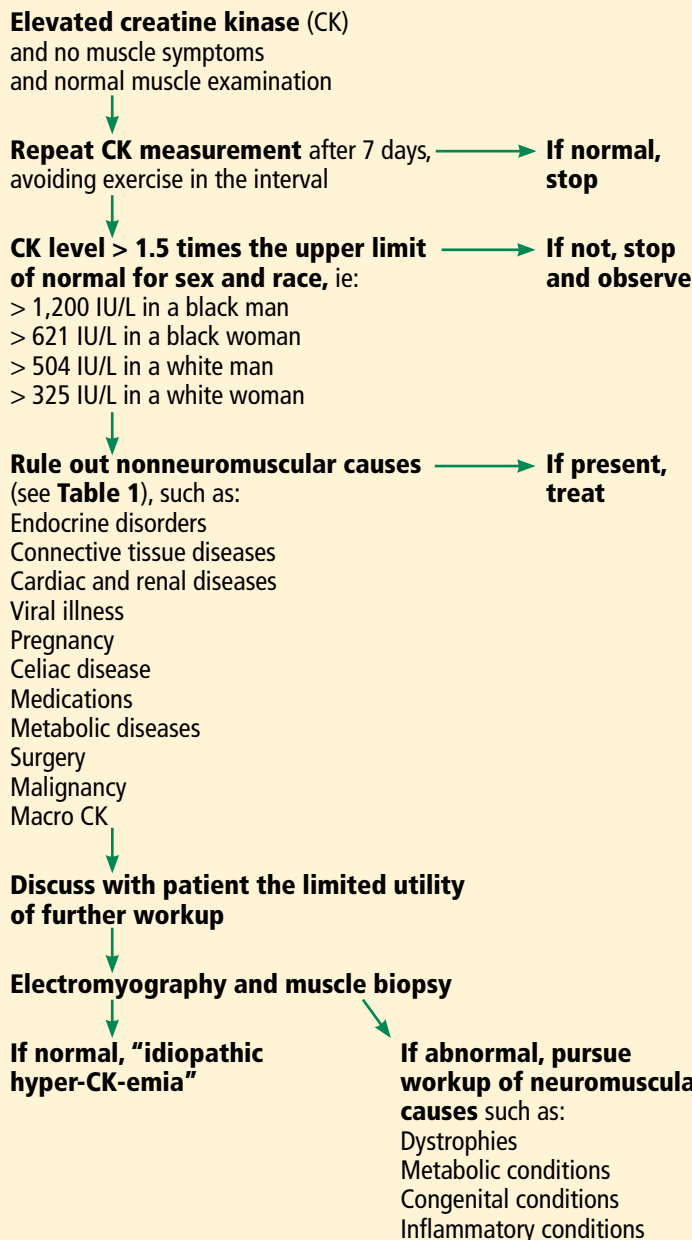 Elevated creatine kinase (CK)
and no muscle symptoms
and normal muscle examination
Repeat CK measurement after 7 days,
avoiding exercise in the interval
If normal,
stop
CK level > 1.5 times the upper limit
of normal for sex and race, ie:
> 1,200 IU/L in a black man
> 621 IU/L in a black woman
> 504 IU/L in a white man
> 325 IU/L in a white woman
If not, stop
and observe
Rule out nonneuromuscular causes
(see Table 1), such as:
Endocrine disorders
Connective tissue diseases
Cardiac and renal diseases
Viral illness
Pregnancy
Celiac disease
Medications
Metabolic diseases
Surgery
Malignancy
Macro CK
If present,
treat
Discuss with patient the limited utility
of further workup
Electromyography and muscle biopsy
If normal, “idiopathic
hyper-CK-emia”
If abnormal, pursue
workup of neuromuscula
causes such as:
Dystrophies
Metabolic conditions
Congenital conditions
Inflammatory conditions